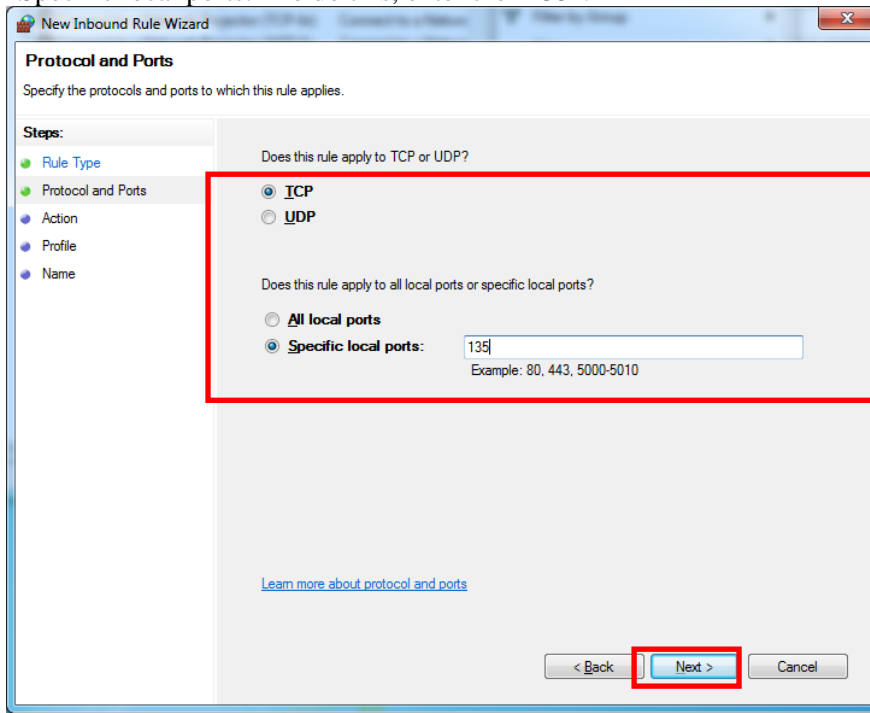 New Inbound Rule Wizard
Protocol and Ports
Specify the protocols and ports to which this rule applies.
Steps:
Rule Type
Protocol and Ports
Action
Profile
Name
Does this rule apply to TCP or UDP?
TCP
UDP
Does this rule apply to all local ports or specific local ports?
All local ports
Specific local ports: 135
Example: 80, 443, 5000-5010
Learn more about protocol and ports
< Back Next > Cancel